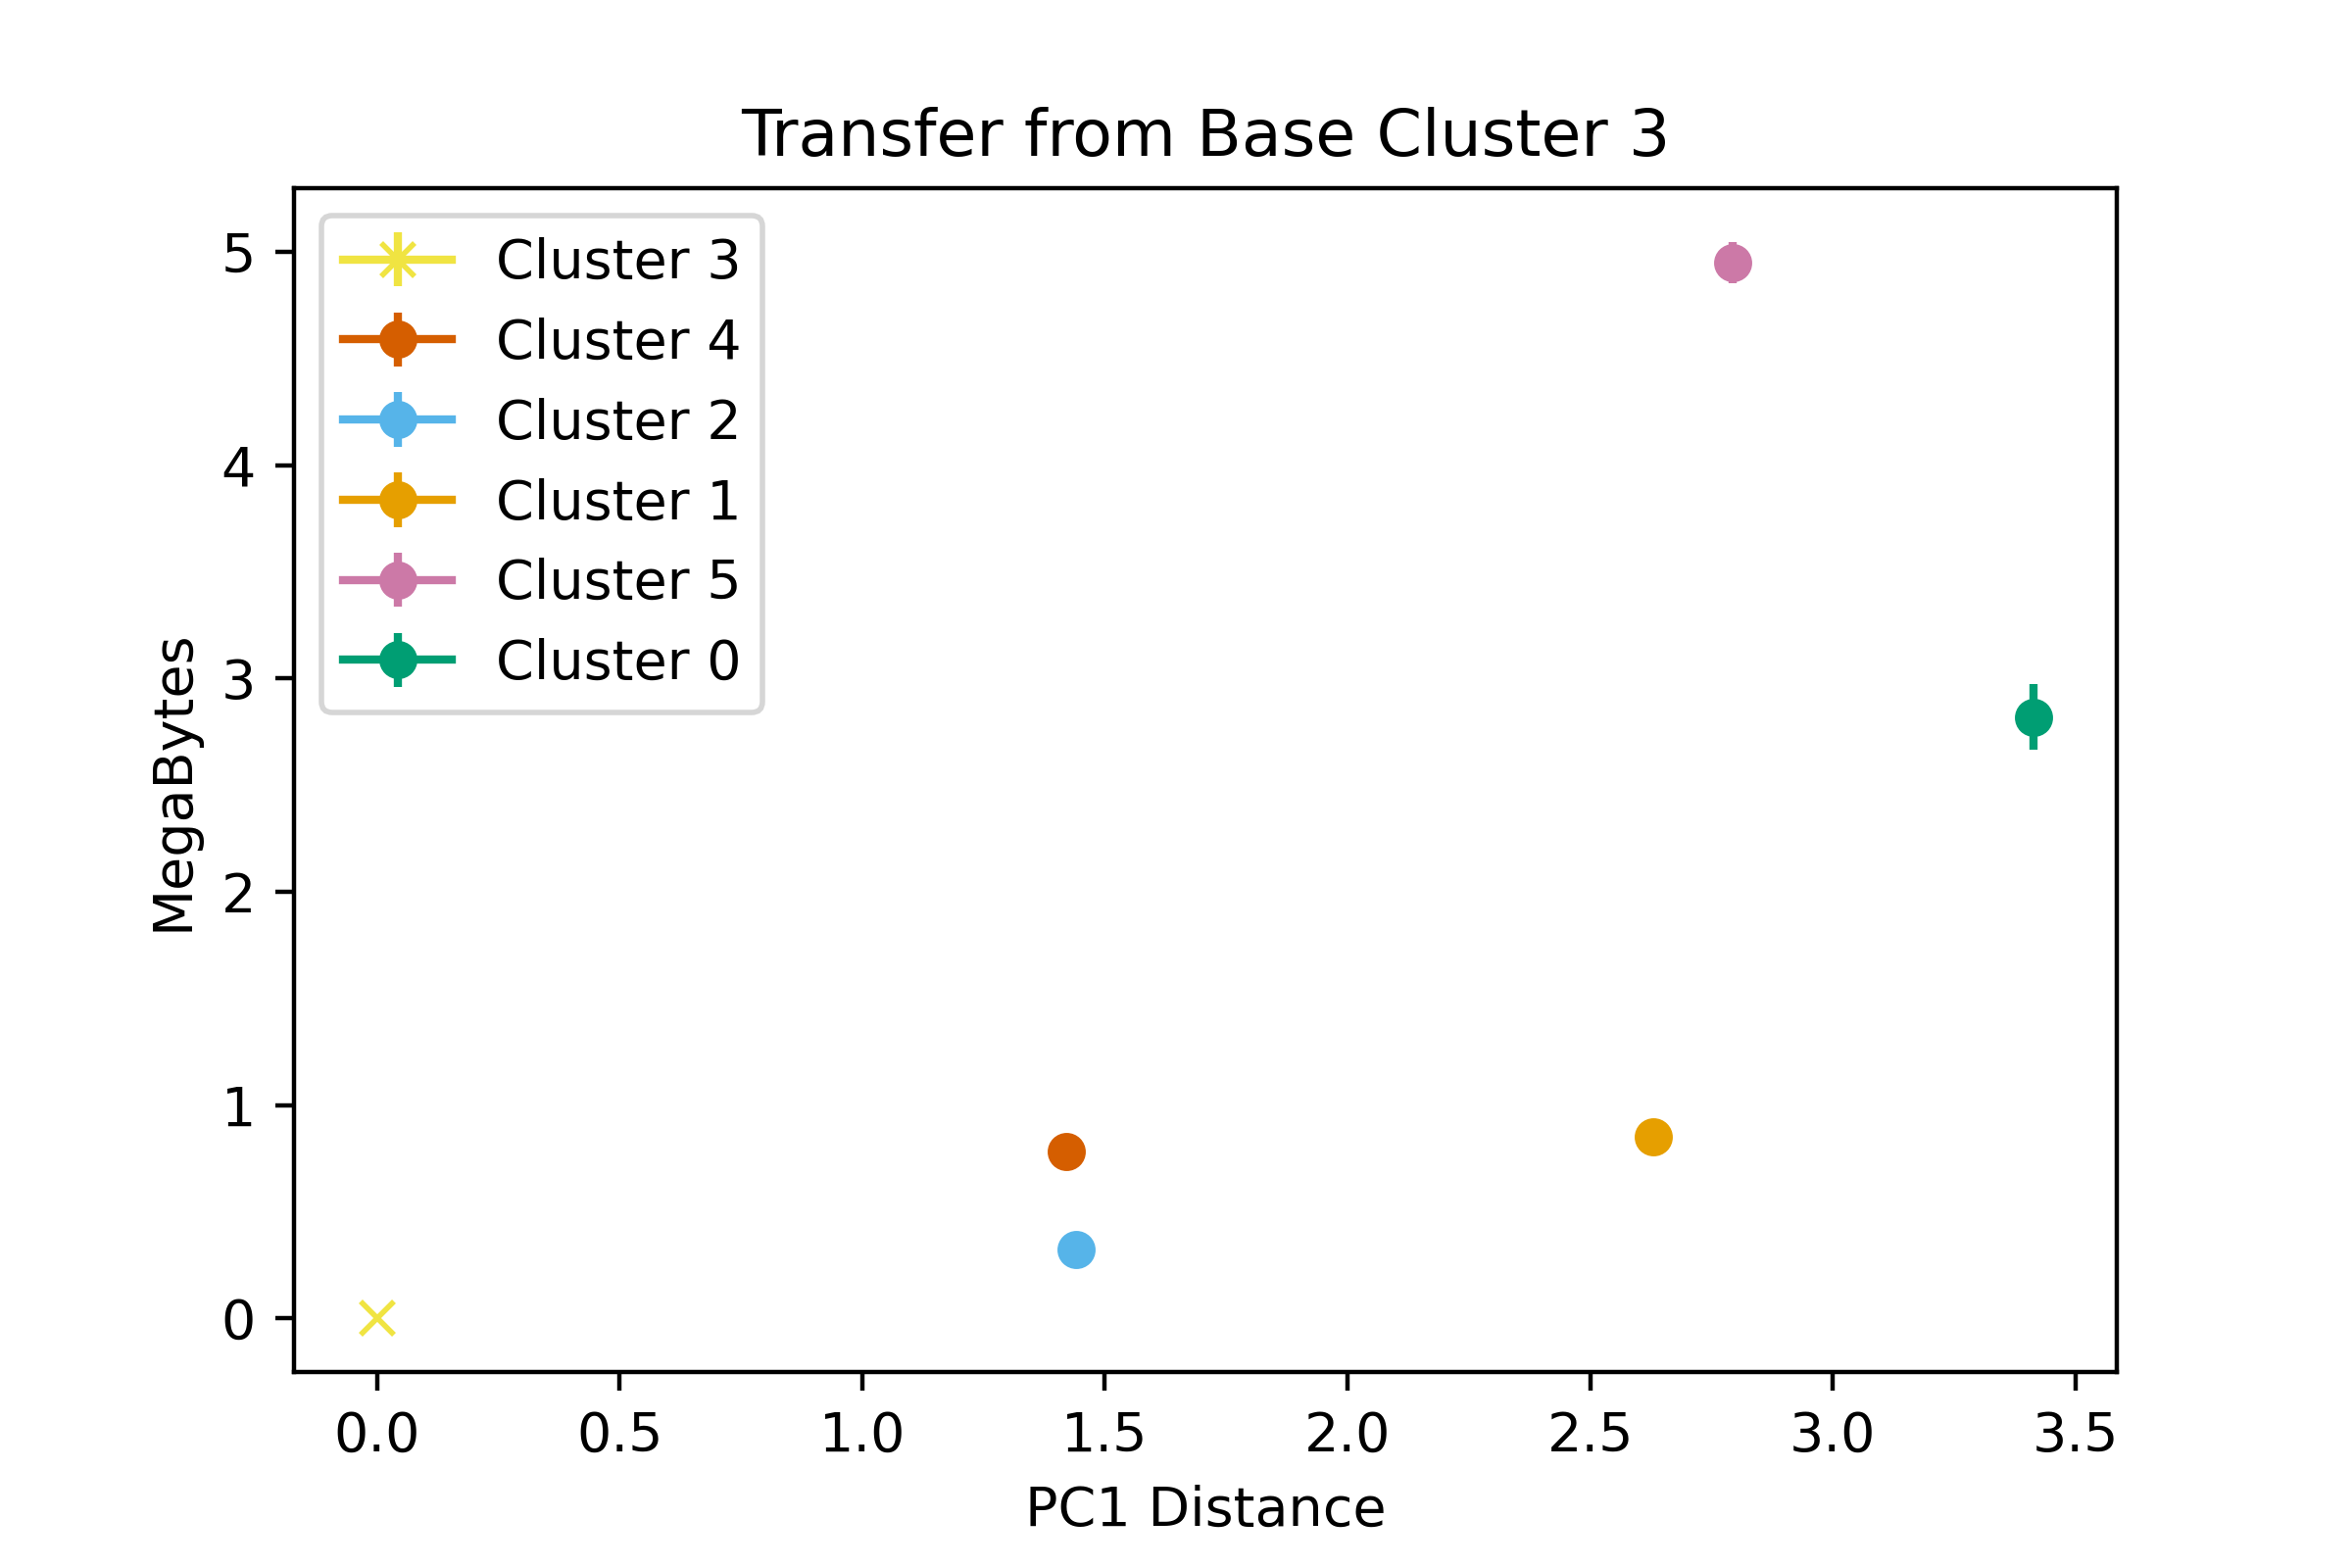 Transfer from Base Cluster 3
Cluster 3
Cluster 4
Cluster 2
Cluster 1
Cluster 5
Cluster 0
MegaBytes
5
4
3
2
1
0
0.0 0.5 1.0 1.5 2.0 2.5 3.0 3.5
PC1 Distance